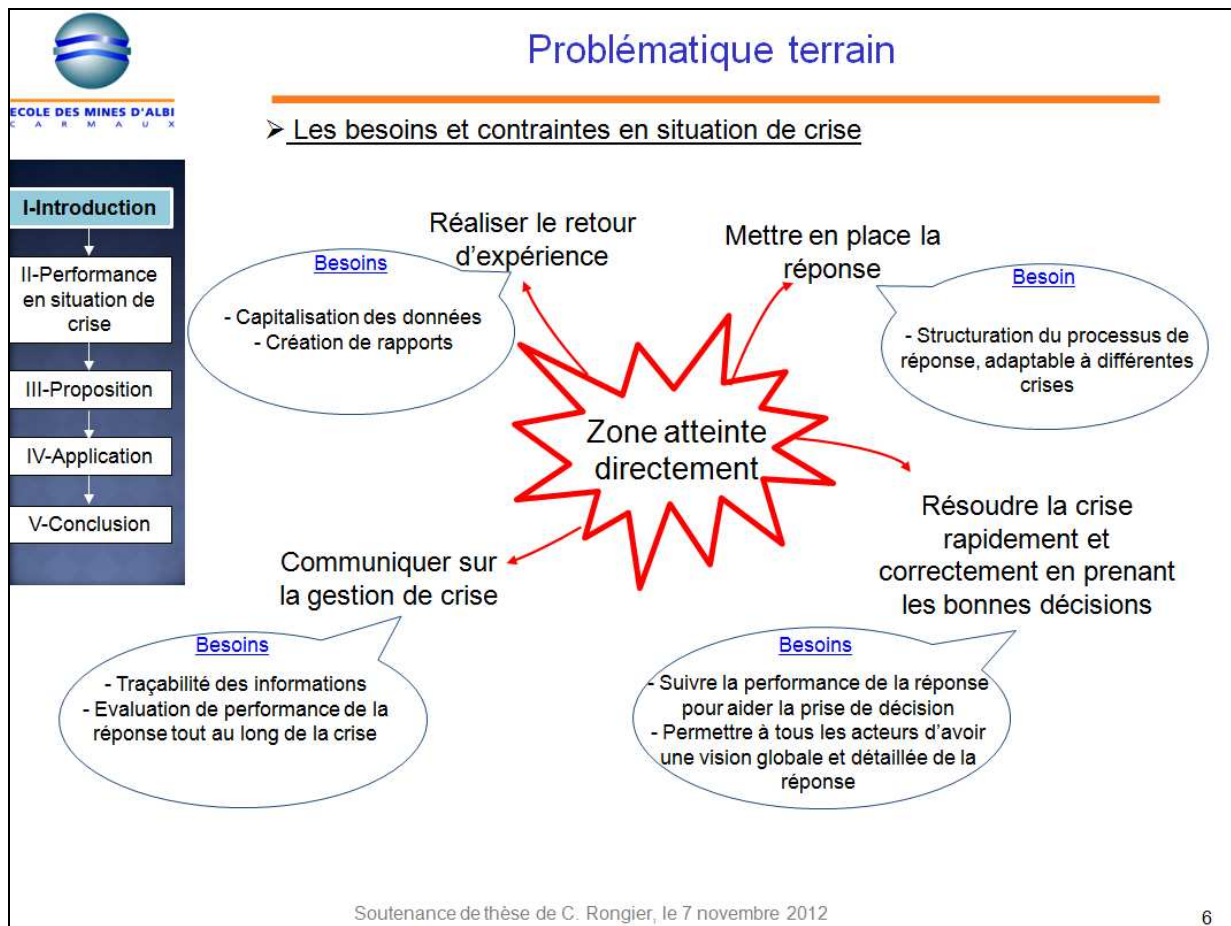 Problématique terrain
ECOLE DES MINES D'ALBI
CARMAUX
➢ Les besoins et contraintes en situation de crise
I-Introduction
II-Performance
en situation de
crise
III-Proposition
IV-Application
V-Conclusion
Réaliser le retour
d'expérience
Besoins
- Capitalisation des données
- Création de rapports
Mettre en place la
réponse
Besoin
- Structuration du processus de
réponse, adaptable à différentes
crises
Zone atteinte
directement
Résoudre la crise
rapidement et
correctement en prenant
les bonnes décisions
Besoins
- Suivre la performance de la réponse
pour aider la prise de décision
- Permettre à tous les acteurs d'avoir
une vision globale et détaillée de la
réponse
Communiquer sur
la gestion de crise
Besoins
- Traçabilité des informations
- Evaluation de performance de la
réponse tout au long de la crise
Soutenance de thèse de C. Rongier, le 7 novembre 2012
6